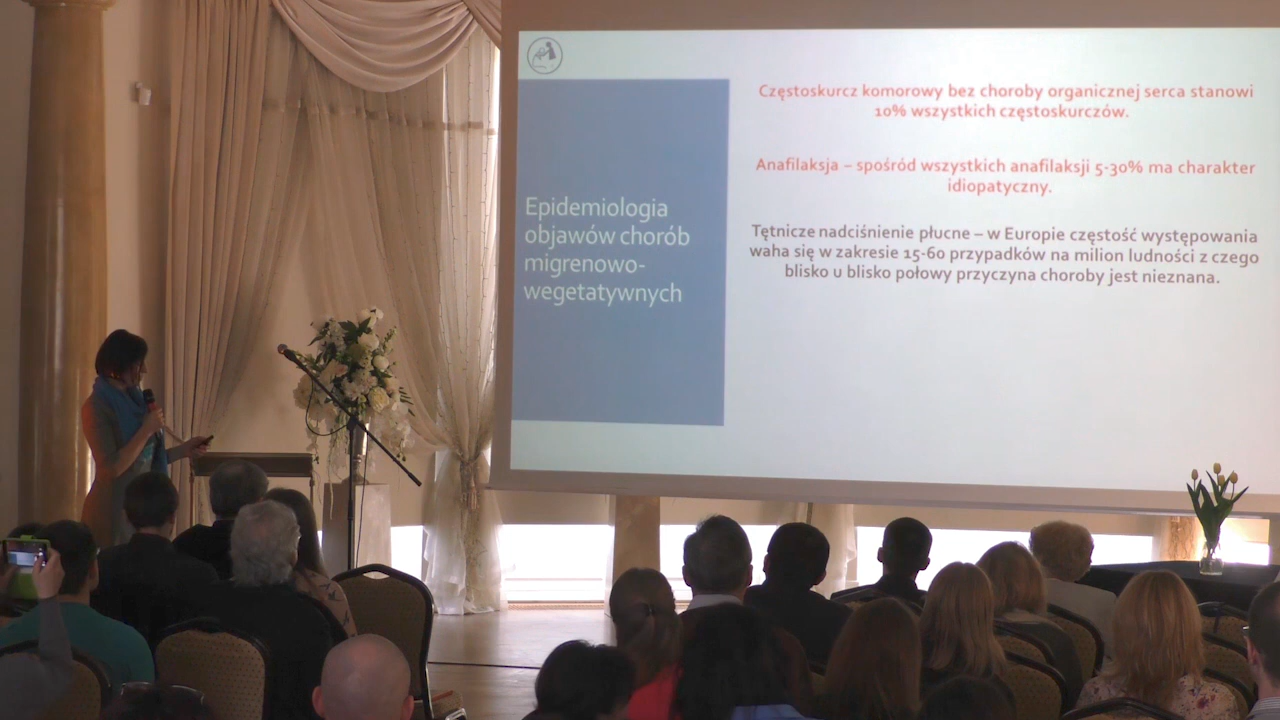 Epidemiologia
objawów chorób
migrenowo-
wegetatywnych
Częstoskurcz komorowy bez choroby organicznej serca stanowi
10% wszystkich częstoskurczów.
Anafilaksja – spośród wszystkich anafilaksji 5-30% ma charakter
idiopatyczny.
Tętnicze nadciśnienie płucne – w Europie częstość występowania
waha się w zakresie 15-60 przypadków na milion ludności z czego
blisko u blisko połowy przyczyna choroby jest nieznana.